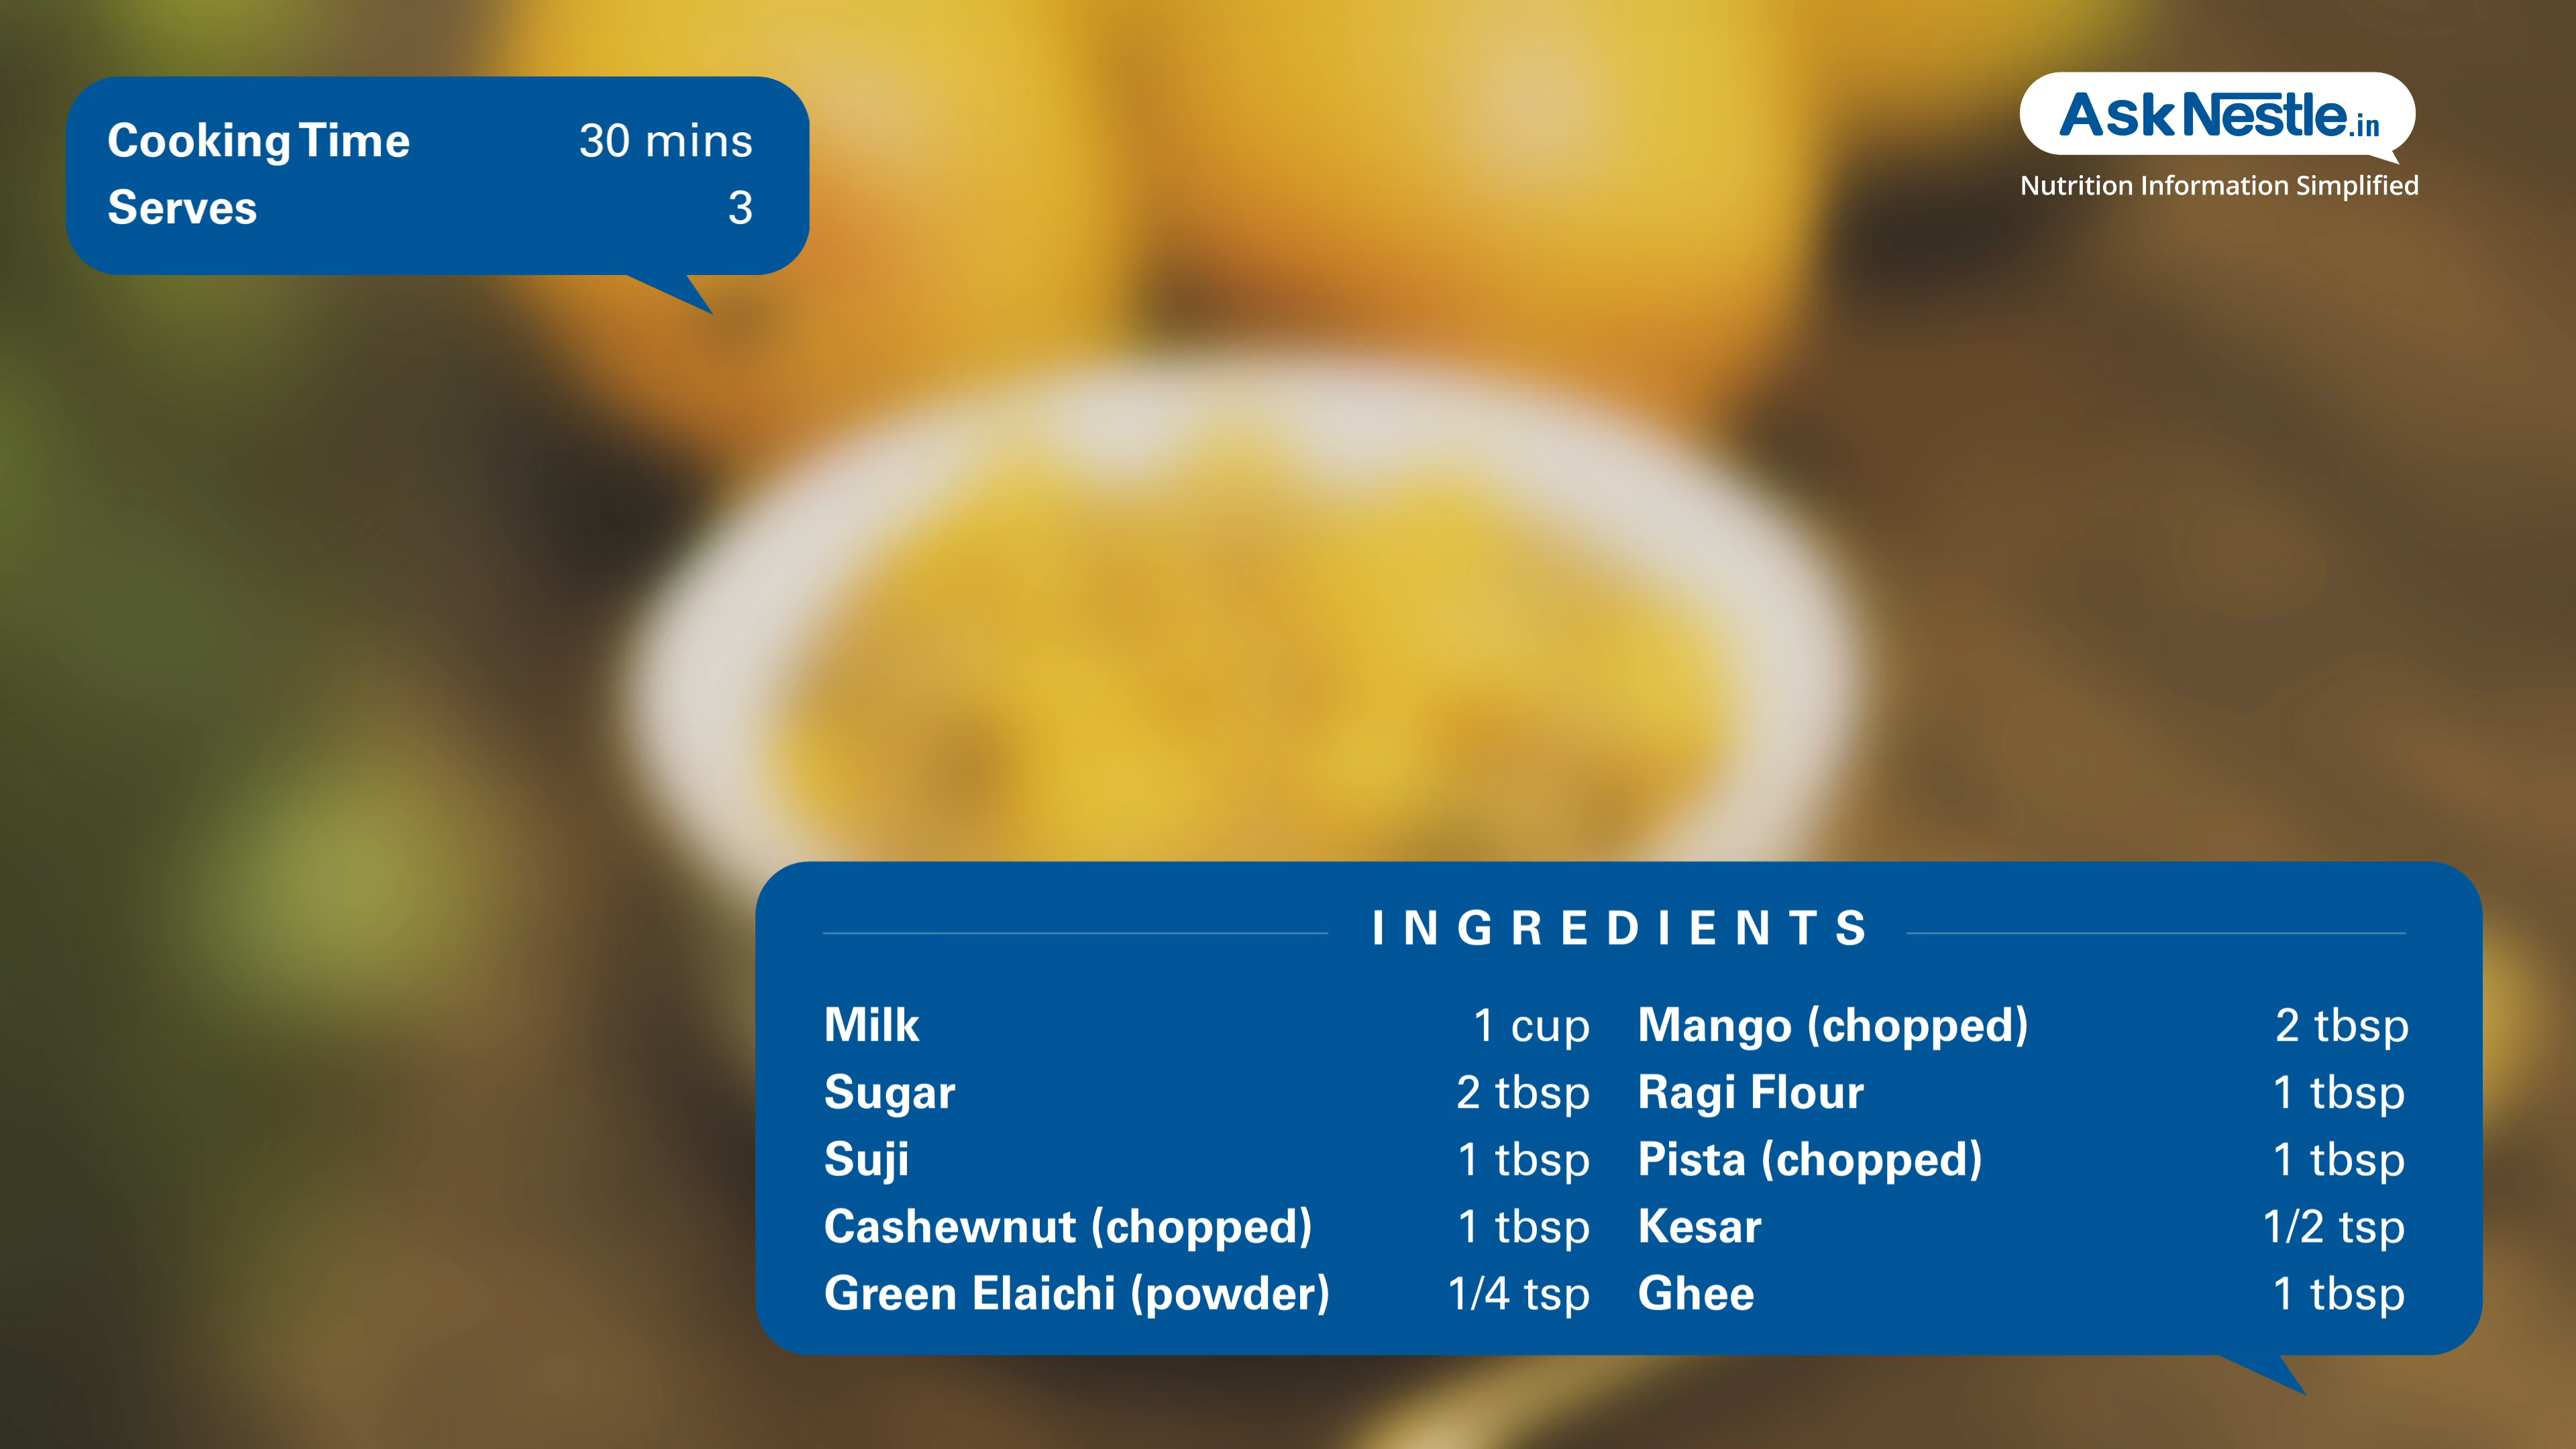 Cooking Time 30 mins
Serves 3
AskNestle.in
Nutrition Information Simplified
INGREDIENTS
Milk 1 cup Mango (chopped) 2 tbsp
Sugar 2 tbsp Ragi Flour 1 tbsp
Suji 1 tbsp Pista (chopped) 1 tbsp
Cashewnut (chopped) 1 tbsp Kesar 1/2 tsp
Green Elaichi (powder) 1/4 tsp Ghee 1 tbsp